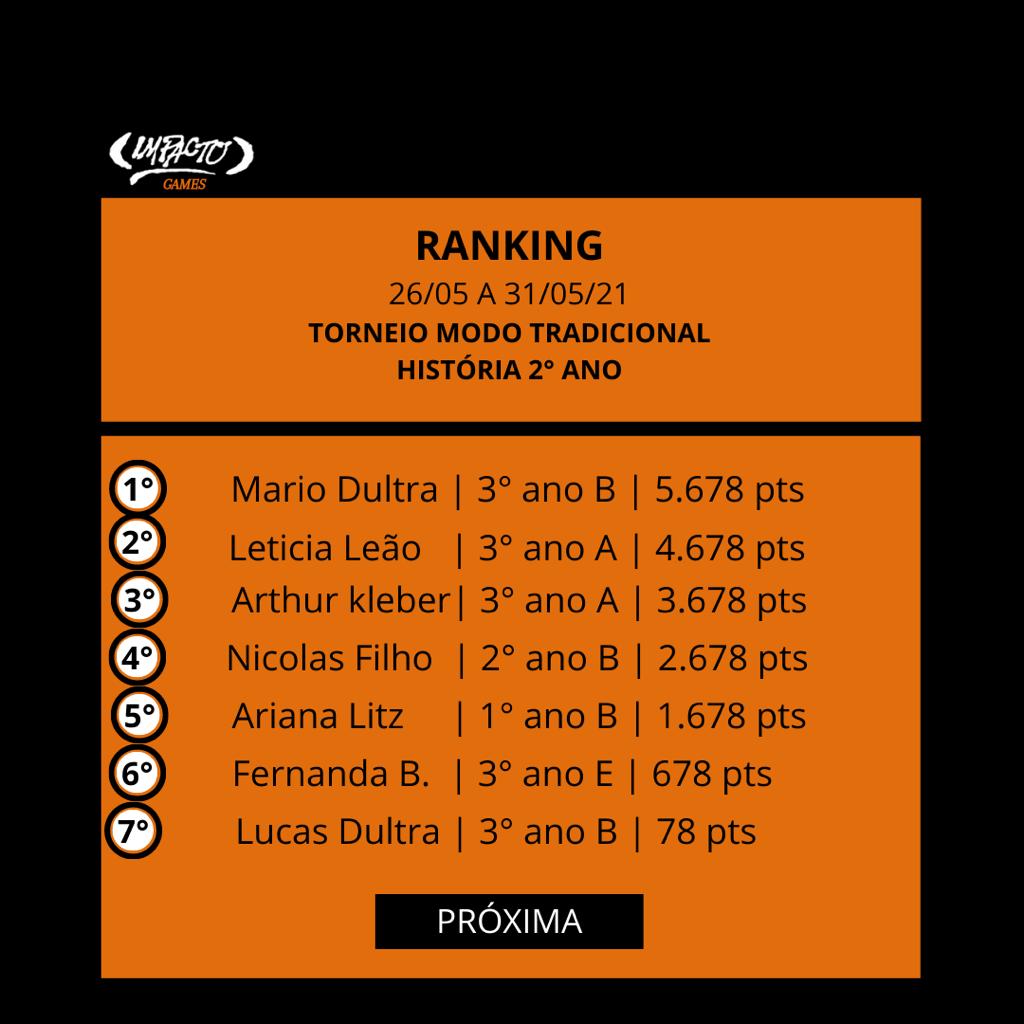 IMPACTO
GAMES
RANKING
26/05 A 31/05/21
TORNEIO MODO TRADICIONAL
HISTÓRIA 2° ANO
1° Mario Dultra | 3° ano B | 5.678 pts
2° Leticia Leão | 3° ano A | 4.678 pts
3° Arthur kleber| 3° ano A | 3.678 pts
4° Nicolas Filho | 2° ano B | 2.678 pts
5° Ariana Litz | 1° ano B | 1.678 pts
6° Fernanda B. | 3° ano E | 678 pts
7° Lucas Dultra | 3° ano B | 78 pts
PRÓXIMA